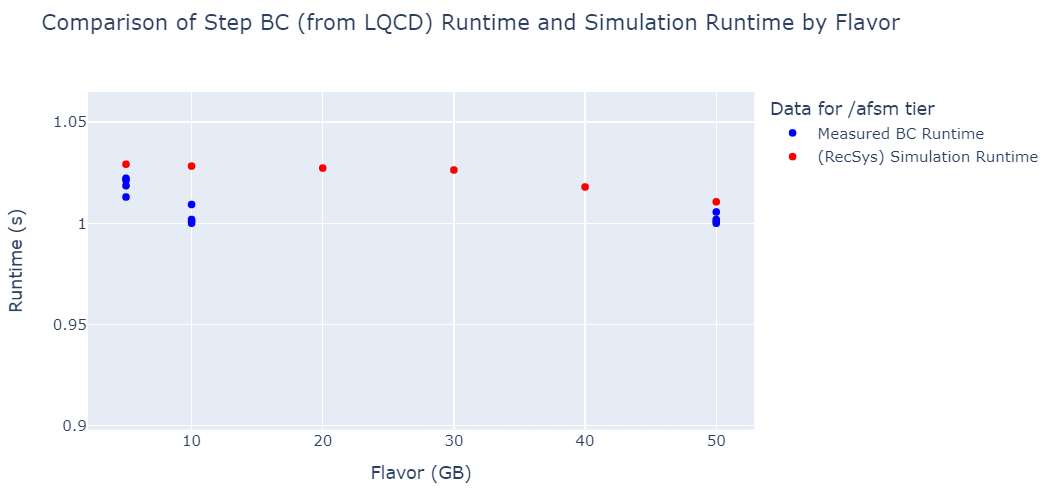 Comparison of Step BC (from LQCD) Runtime and Simulation Runtime by Flavor
Data for /afsm tier
Measured BC Runtime
(RecSys) Simulation Runtime
Runtime (s)
1.05
1
0.95
0.9
10
20
30
40
50
Flavor (GB)